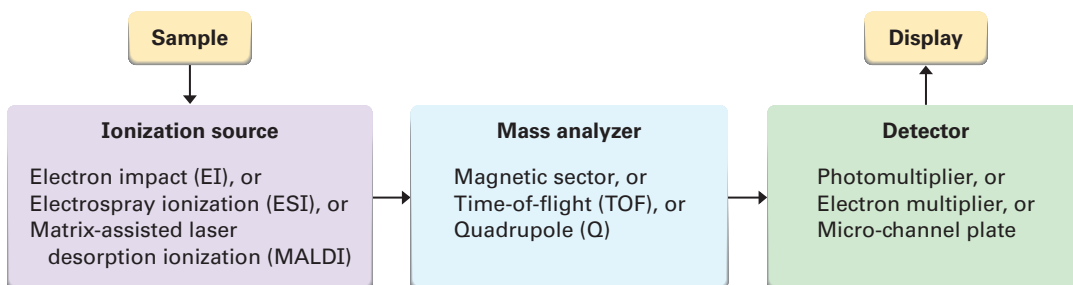 Sample
Display
Ionization source
Electron impact (EI), or
Electrospray ionization (ESI), or
Matrix-assisted laser
desorption ionization (MALDI)
Mass analyzer
Magnetic sector, or
Time-of-flight (TOF), or
Quadrupole (Q)
Detector
Photomultiplier, or
Electron multiplier, or
Micro-channel plate